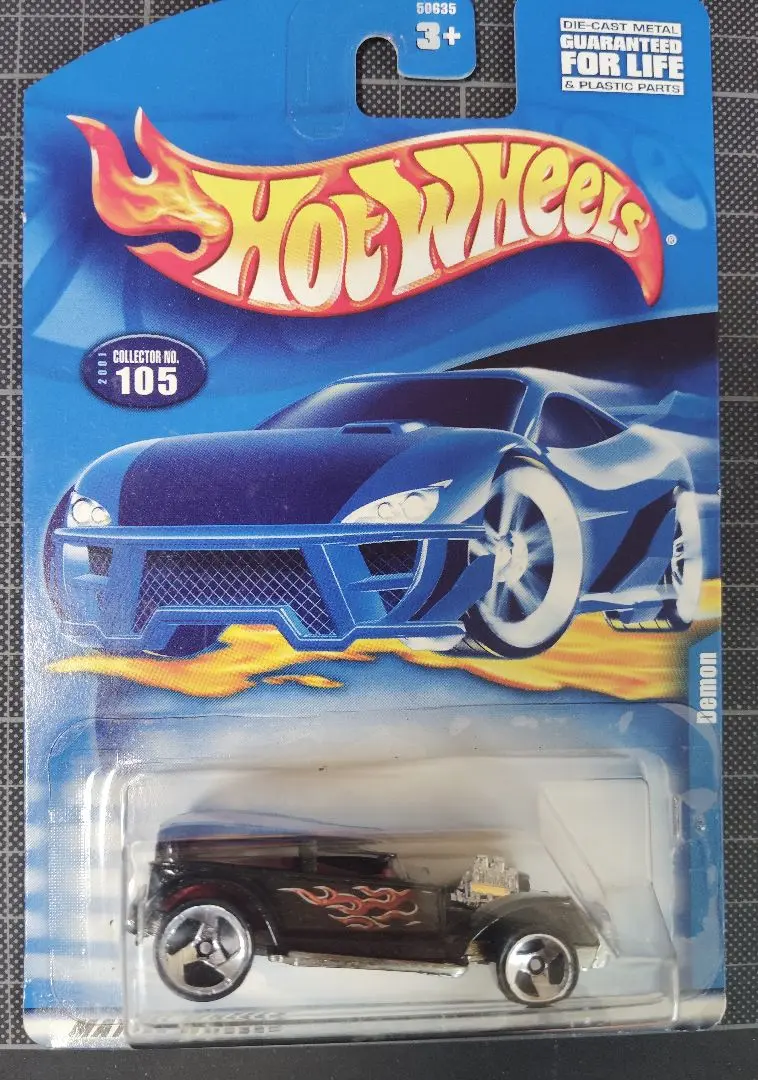 50635
3+
DIE-CAST METAL
GUARANTEED
FOR LIFE
& PLASTIC PARTS
HOT WHEELS®
2001
COLLECTOR NO.
105
Demon